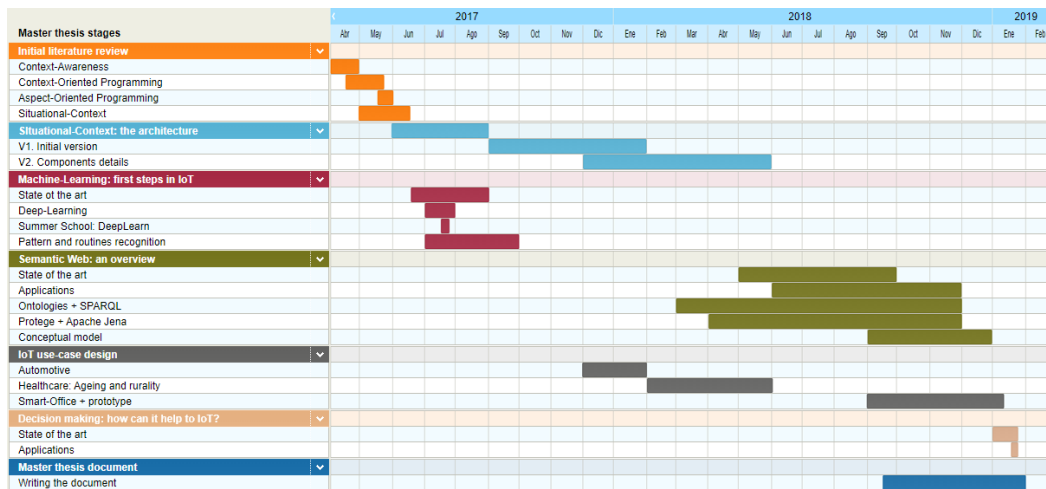 2017 2018 2019
Master thesis stages Abr May Jun Jul Ago Sep Oct Nov Dic Ene Feb Mar Abr May Jun Jul Ago Sep Oct Nov Dic Ene Feb
Initial literature review
Context-Awareness
Context-Oriented Programming
Aspect-Oriented Programming
Situational-Context
SItuational-Context: the architecture
V1. Initial version
V2. Components details
Machine-Learning: first steps in IoT
State ot the art
Deep-Learning
Summer School: DeepLearn
Pattern and routines recognition
Semantic Web: an overview
State of the art
Applications
Ontologies + SPARQL
Protege + Apache Jena
Conceptual model
IoT use-case design
Automotive
Healthcare: Ageing and rurality
Smart-Office + prototype
Decision making: how can it help to IoT?
State of the art
Applications
Master thesis document
Writing the document